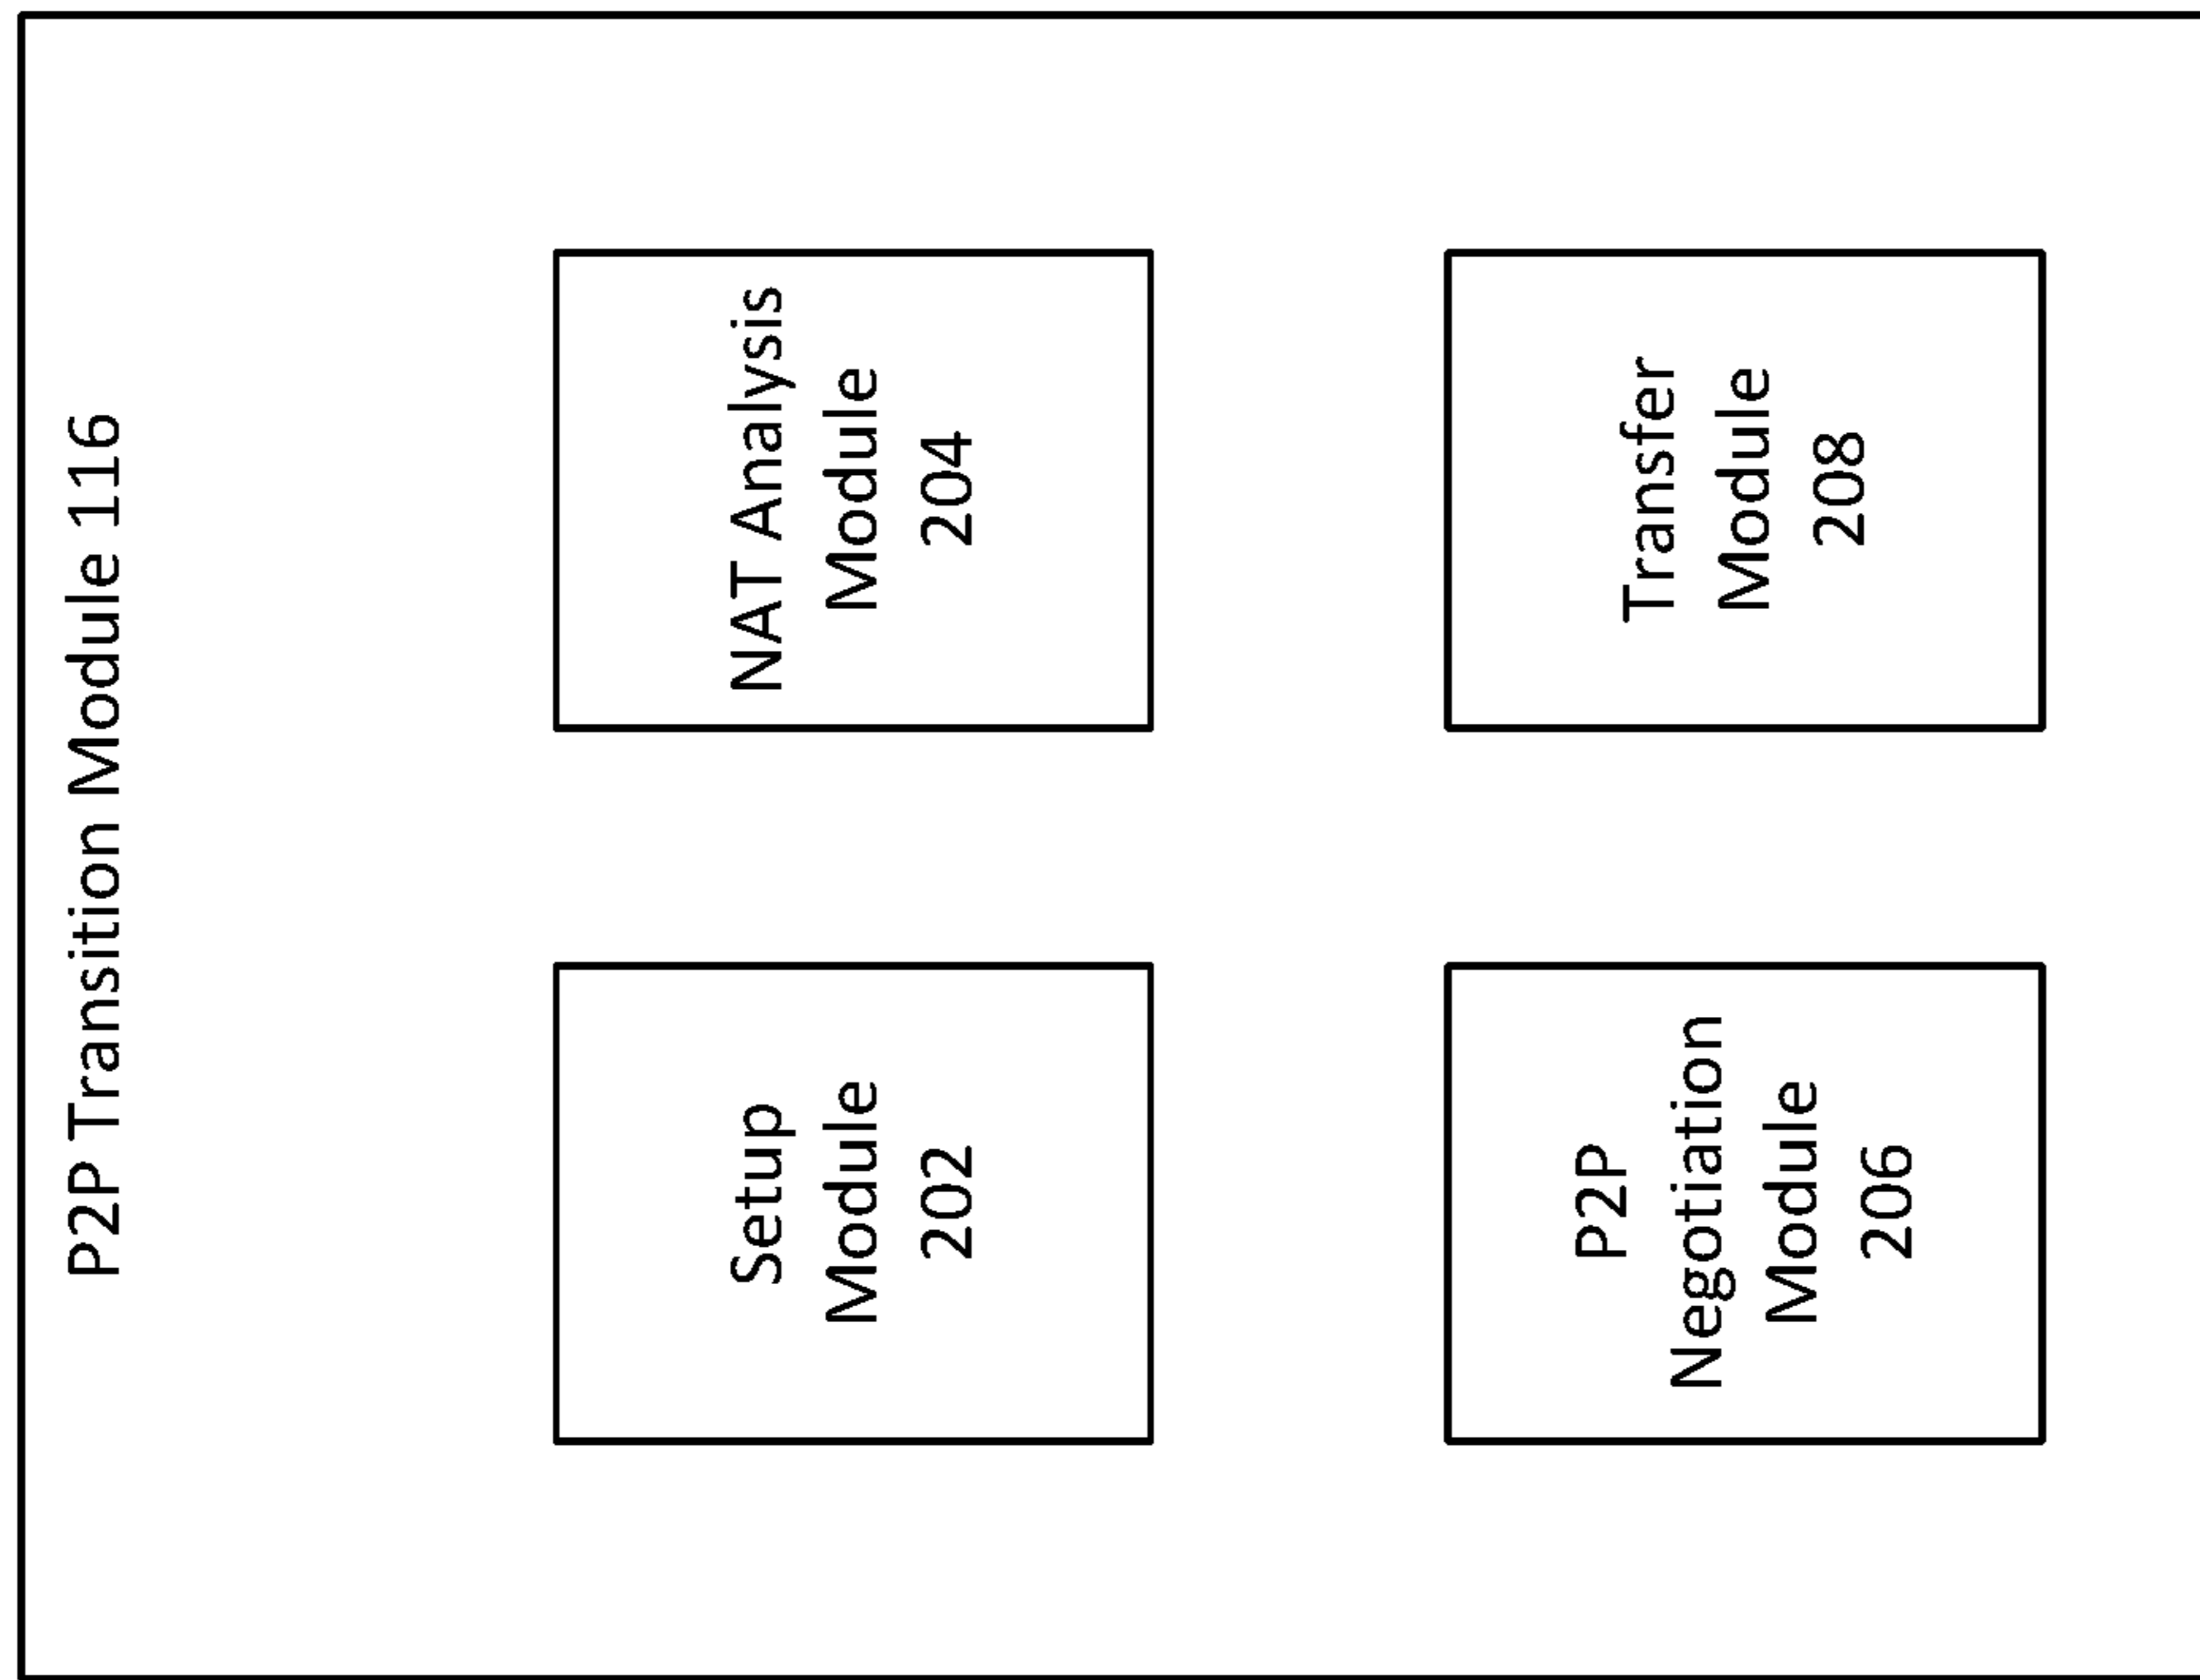 P2P Transition Module 116
Setup
Module
202
NAT Analysis
Module
204
P2P
Negotiation
Module
206
Transfer
Module
208